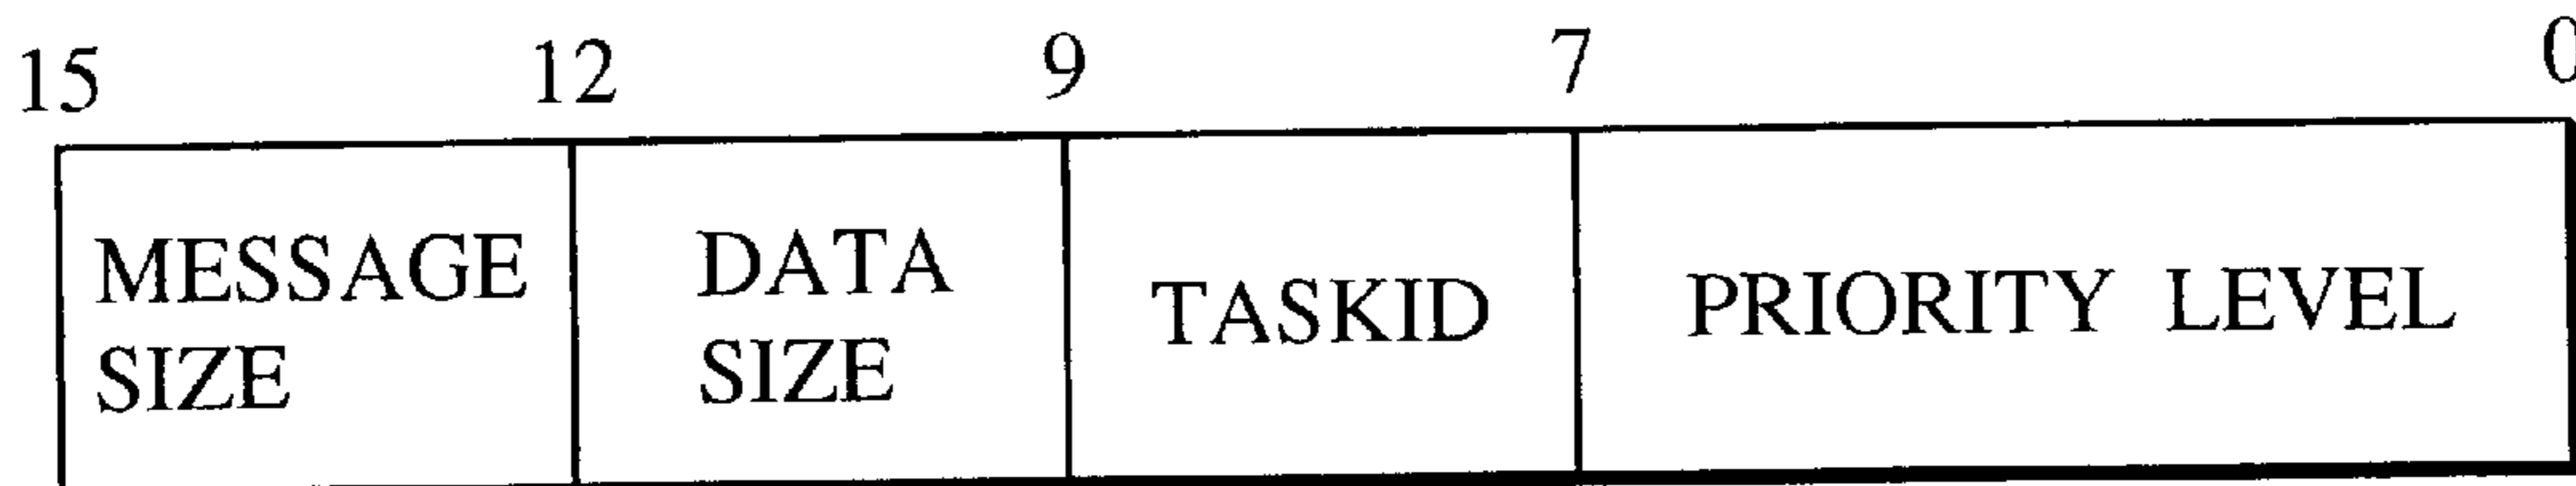 15 12 9 7 0
MESSAGE
SIZE
DATA
SIZE
TASKID
PRIORITY LEVEL